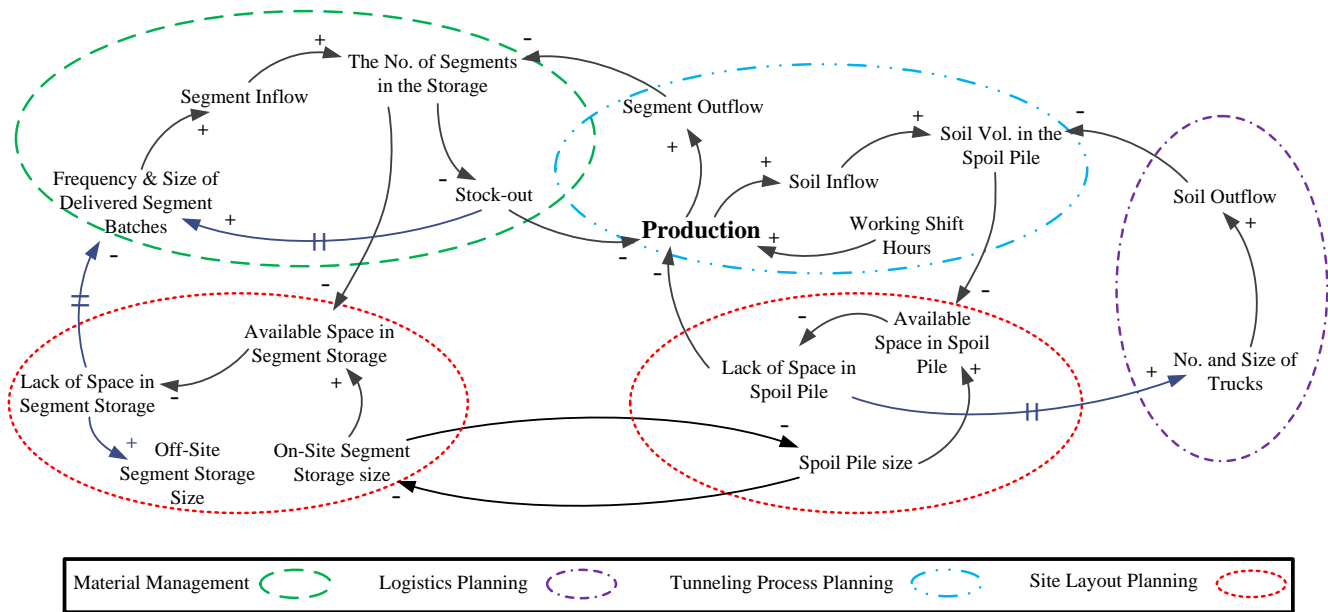 The No. of Segments
in the Storage
Segment Inflow
Segment Outflow
Frequency & Size of
Delivered Segment
Batches
Stock-out
Production
Soil Inflow
Soil Vol. in the
Spoil Pile
Working Shift
Hours
Soil Outflow
Available Space in
Segment Storage
Lack of Space in
Segment Storage
Off-Site
Segment Storage
Size
On-Site Segment
Storage size
Available
Space in Spoil
Pile
Lack of Space in
Spoil Pile
Spoil Pile size
No. and Size of
Trucks
Material Management
Logistics Planning
Tunneling Process Planning
Site Layout Planning